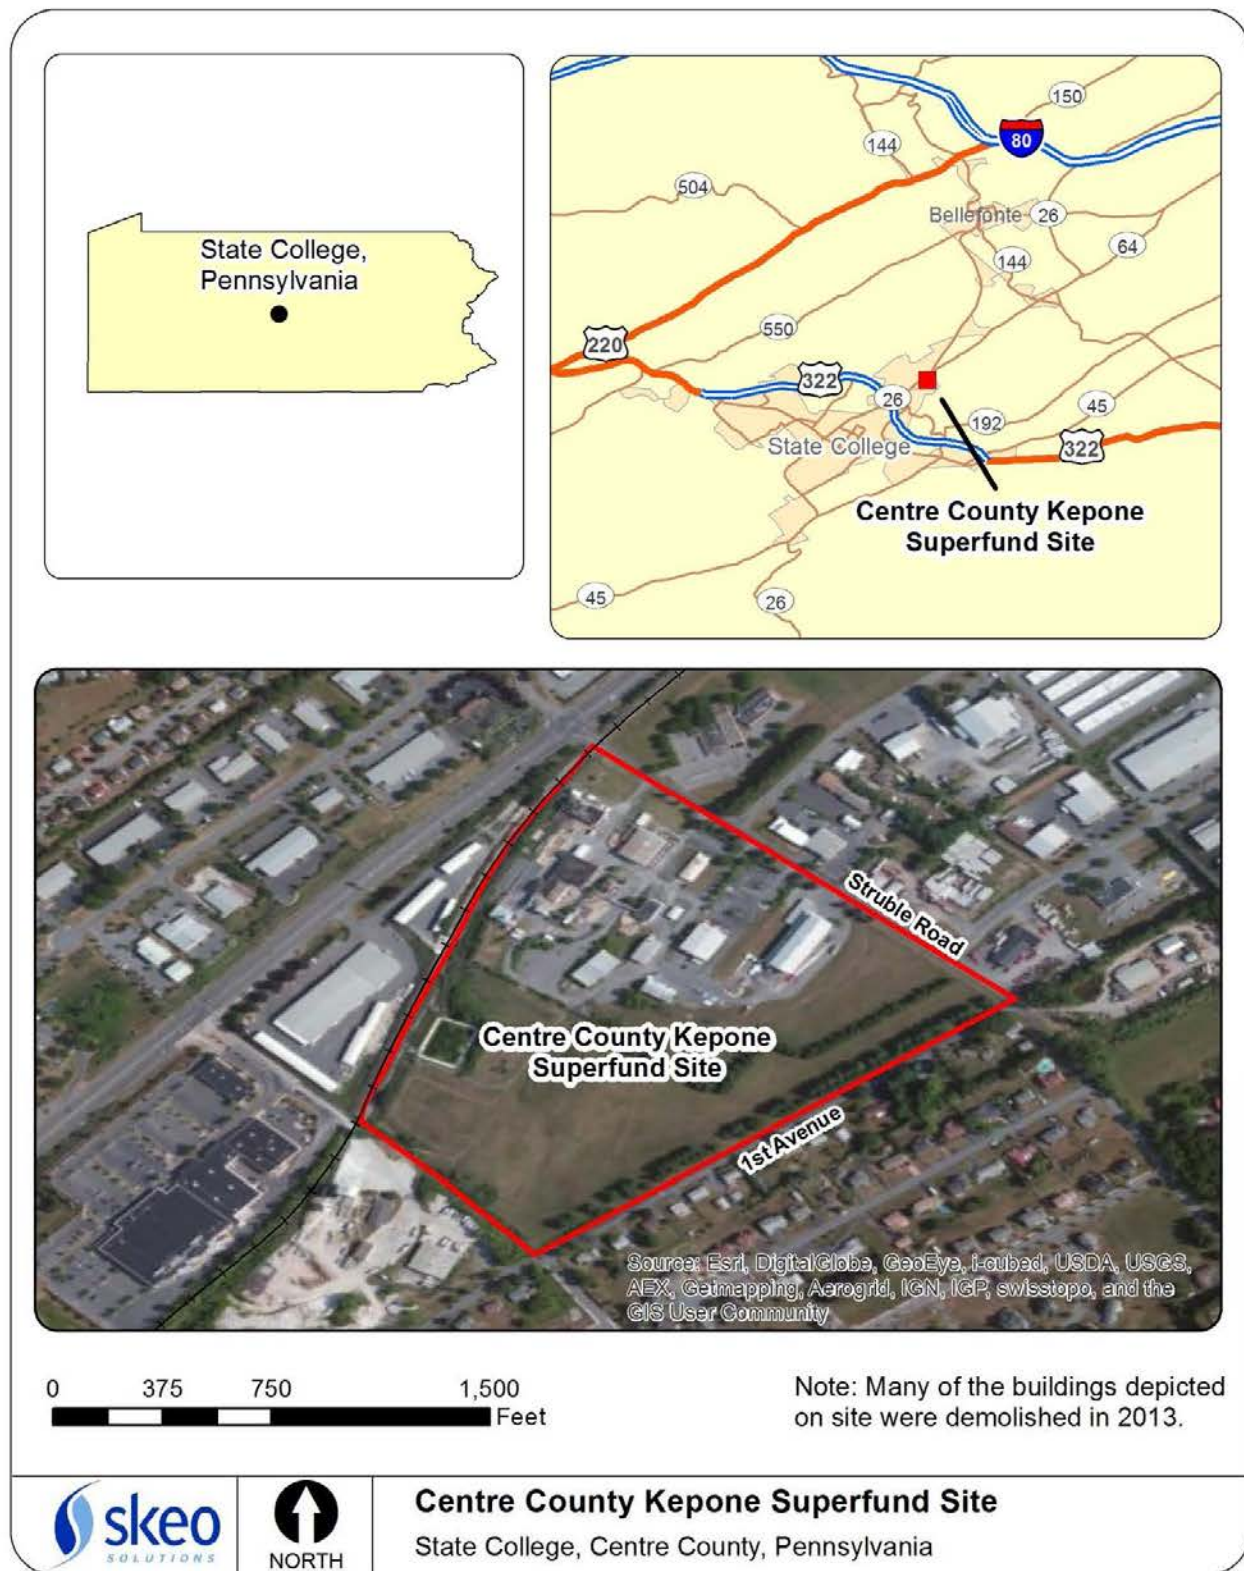 State College,
Pennsylvania
150
80
144
504
Bellefonte
26
64
144
550
220
322
26
45
192
State College
322
Centre County Kepone
Superfund Site
45
26
Struble Road
Centre County Kepone
Superfund Site
1st Avenue
Source: Esri, DigitalGlobe, GeoEye, i-cubed, USDA, USGS,
AEX, Getmapping, Aerogrid, IGN, IGP, swisstopo, and the
GIS User Community
0 375 750 1,500
Feet
Note: Many of the buildings depicted
on site were demolished in 2013.
skeo
SOLUTIONS
NORTH
Centre County Kepone Superfund Site
State College, Centre County, Pennsylvania